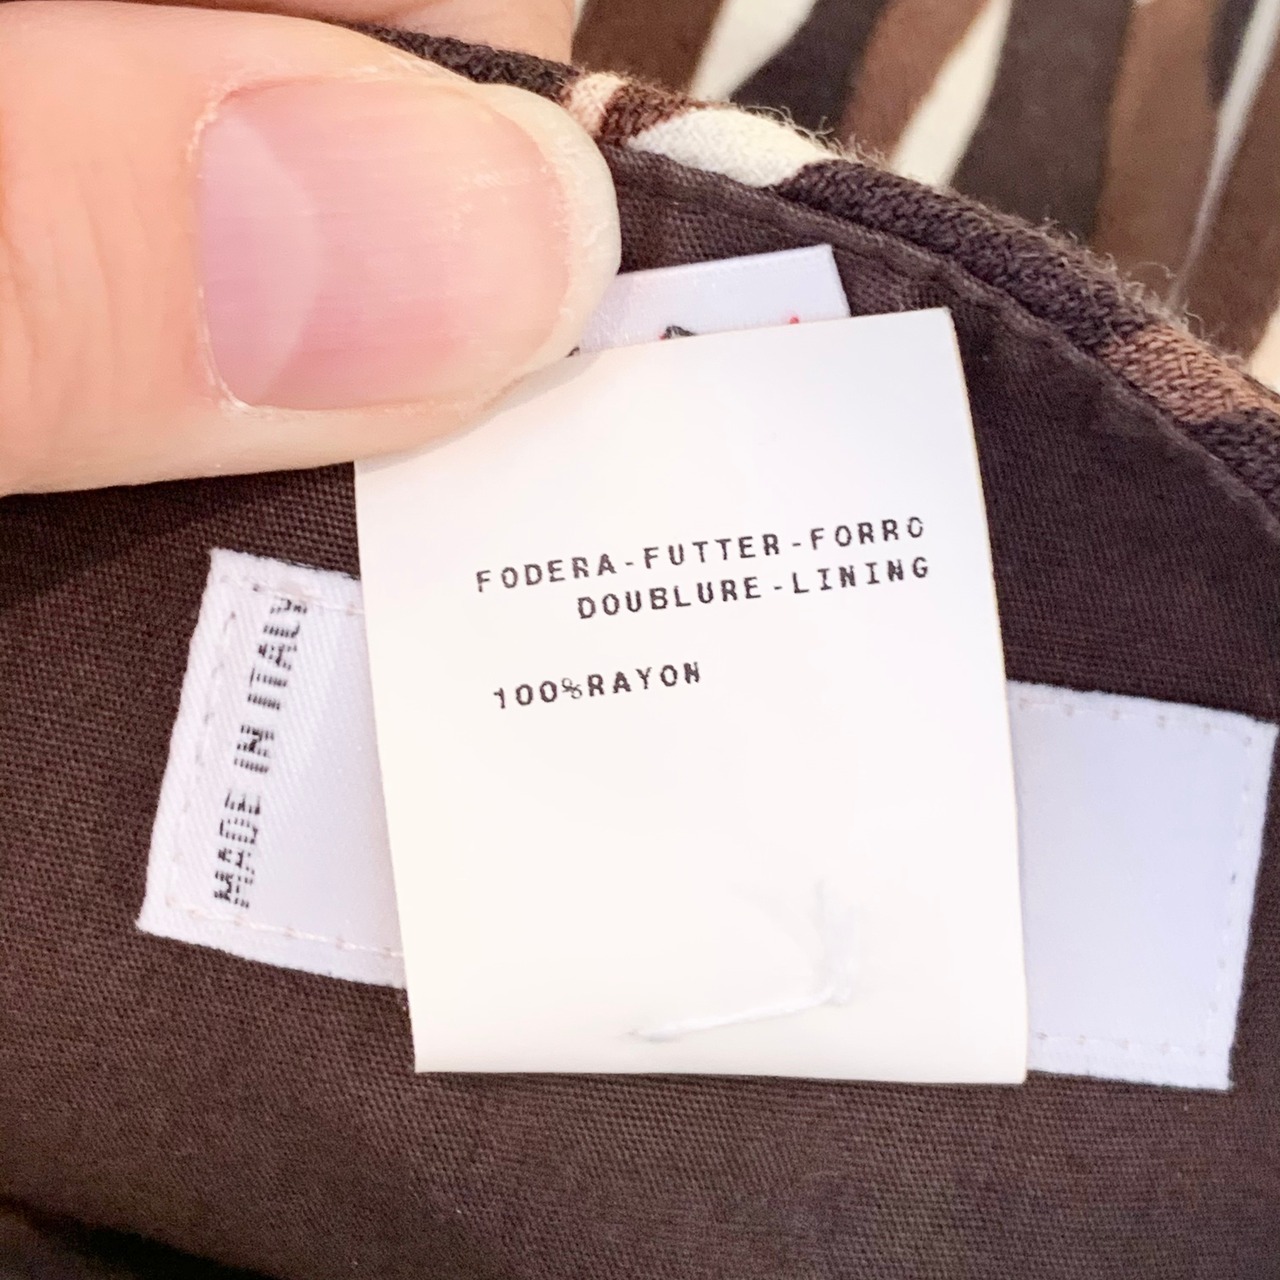 FODERA-FUTTER-FORRO
DOUBLURE-LINING
100%RAYON
MADE IN ITALY